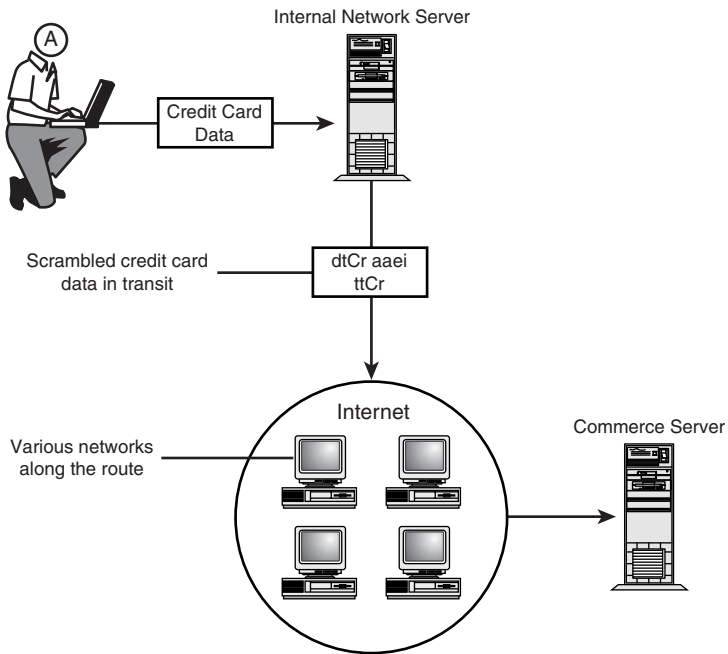 Internal Network Server
A
Credit Card
Data
Scrambled credit card
data in transit
dtCr aaei
ttCr
Internet
Commerce Server
Various networks
along the route